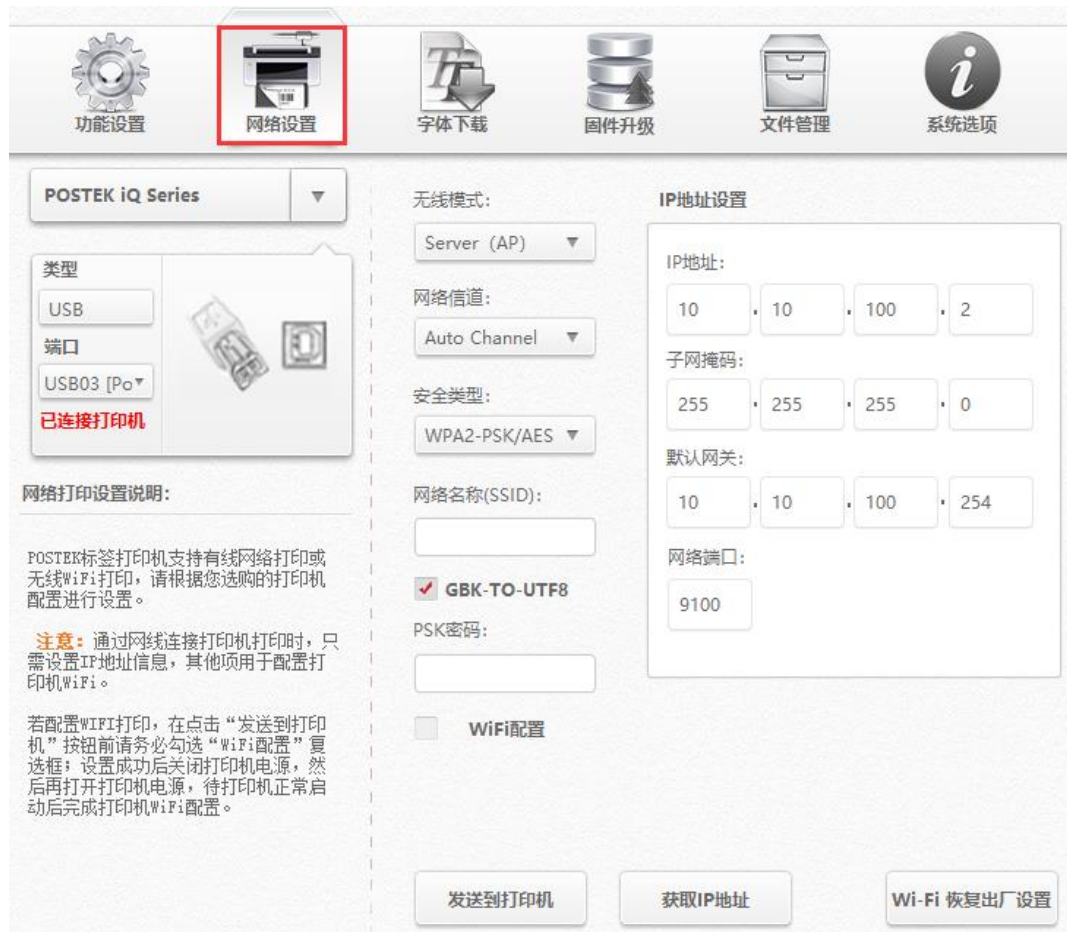 功能设置
网络设置
字体下载
固件升级
文件管理
系统选项
POSTEK iQ Series
类型
USB
端口
USB03 [Po
已连接打印机
网络打印设置说明：
POSTEK标签打印机支持有线网络打印或
无线WiFi打印，请根据您选购的打印机
配置进行设置。
注意：通过网线连接打印机打印时，只
需设置IP地址信息，其他项用于配置打
印机WiFi。
若配置WIFI打印，在点击“发送到打印
机”按钮前请务必勾选“WiFi配置”复
选框；设置成功后关闭打印机电源，然
后再打开打印机电源，待打印机正常启
动后完成打印机WiFi配置。
无线模式：
Server (AP)
网络信道：
Auto Channel
安全类型：
WPA2-PSK/AES
网络名称(SSID)：
GBK-TO-UTF8
PSK密码：
WiFi配置
IP地址设置
IP地址：
10 . 10 . 100 . 2
子网掩码：
255 . 255 . 255 . 0
默认网关：
10 . 10 . 100 . 254
网络端口：
9100
发送到打印机
获取IP地址
Wi-Fi 恢复出厂设置